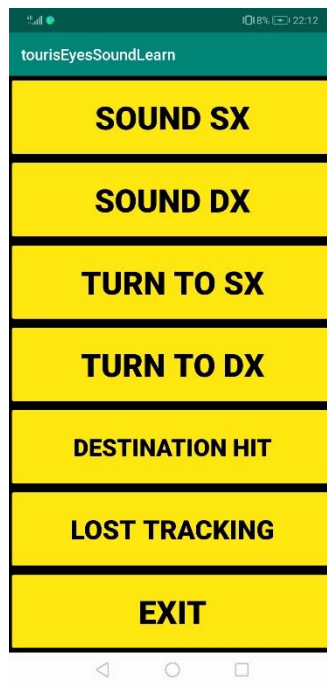 8% 22:12
tourisEyesSoundLearn
SOUND SX
SOUND DX
TURN TO SX
TURN TO DX
DESTINATION HIT
LOST TRACKING
EXIT